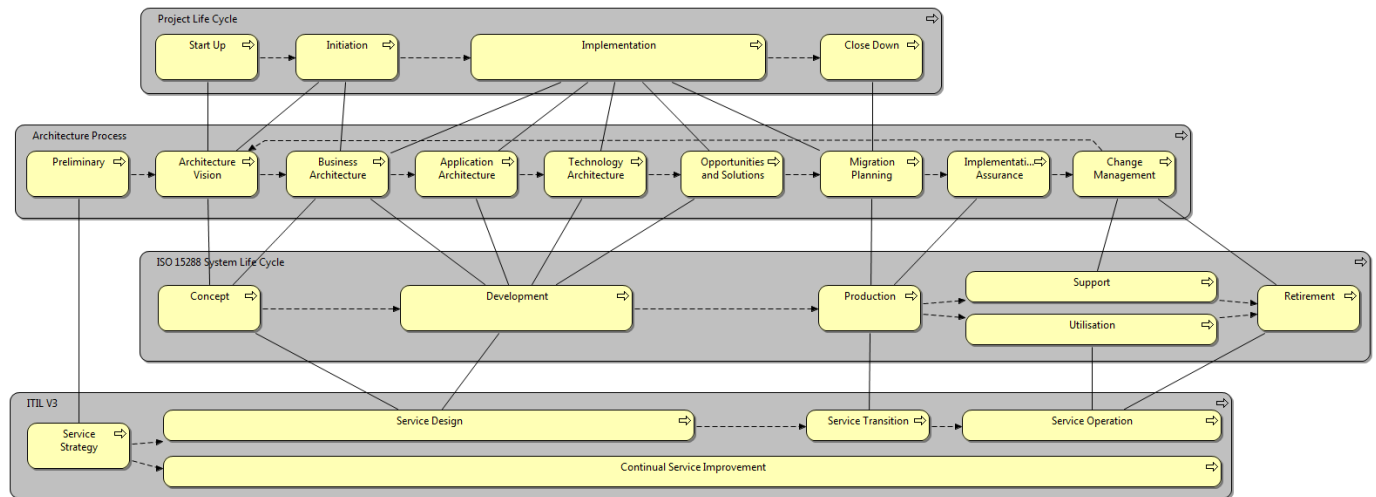 Project Life Cycle
Start Up
Initiation
Implementation
Close Down
Architecture Process
Preliminary
Architecture
Vision
Business
Architecture
Application
Architecture
Technology
Architecture
Opportunities
and Solutions
Migration
Planning
Implementati...
Assurance
Change
Management
ISO 15288 System Life Cycle
Concept
Development
Production
Support
Utilisation
Retirement
ITIL V3
Service
Strategy
Service Design
Service Transition
Service Operation
Continual Service Improvement